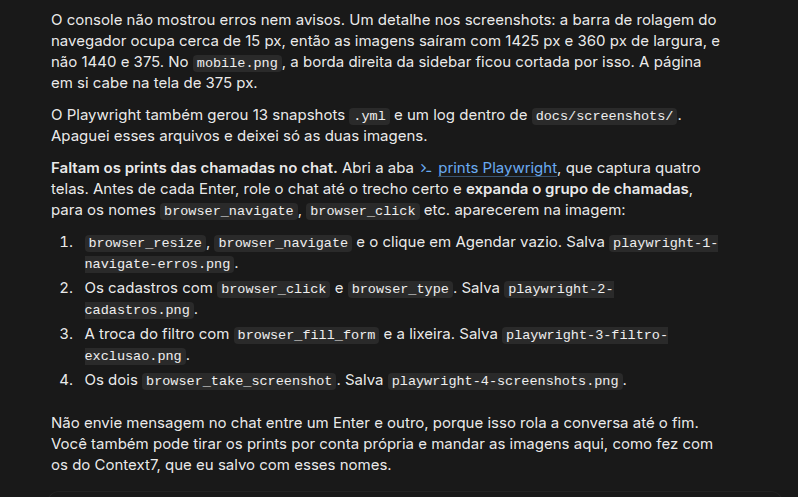 O console não mostrou erros nem avisos. Um detalhe nos screenshots: a barra de rolagem do
navegador ocupa cerca de 15 px, então as imagens saíram com 1425 px e 360 px de largura, e
não 1440 e 375. No mobile.png, a borda direita da sidebar ficou cortada por isso. A página
em si cabe na tela de 375 px.
O Playwright também gerou 13 snapshots .yml e um log dentro de docs/screenshots/.
Apaguei esses arquivos e deixei só as duas imagens.
Faltam os prints das chamadas no chat. Abri a aba >_ prints Playwright, que captura quatro
telas. Antes de cada Enter, role o chat até o trecho certo e expanda o grupo de chamadas,
para os nomes browser_navigate, browser_click etc. aparecerem na imagem:
1. browser_resize, browser_navigate e o clique em Agendar vazio. Salva playwright-1-
navigate-erros.png.
2. Os cadastros com browser_click e browser_type. Salva playwright-2-
cadastros.png.
3. A troca do filtro com browser_fill_form e a lixeira. Salva playwright-3-filtro-
exclusao.png.
4. Os dois browser_take_screenshot. Salva playwright-4-screenshots.png.
Não envie mensagem no chat entre um Enter e outro, porque isso rola a conversa até o fim.
Você também pode tirar os prints por conta própria e mandar as imagens aqui, como fez com
os do Context7, que eu salvo com esses nomes.